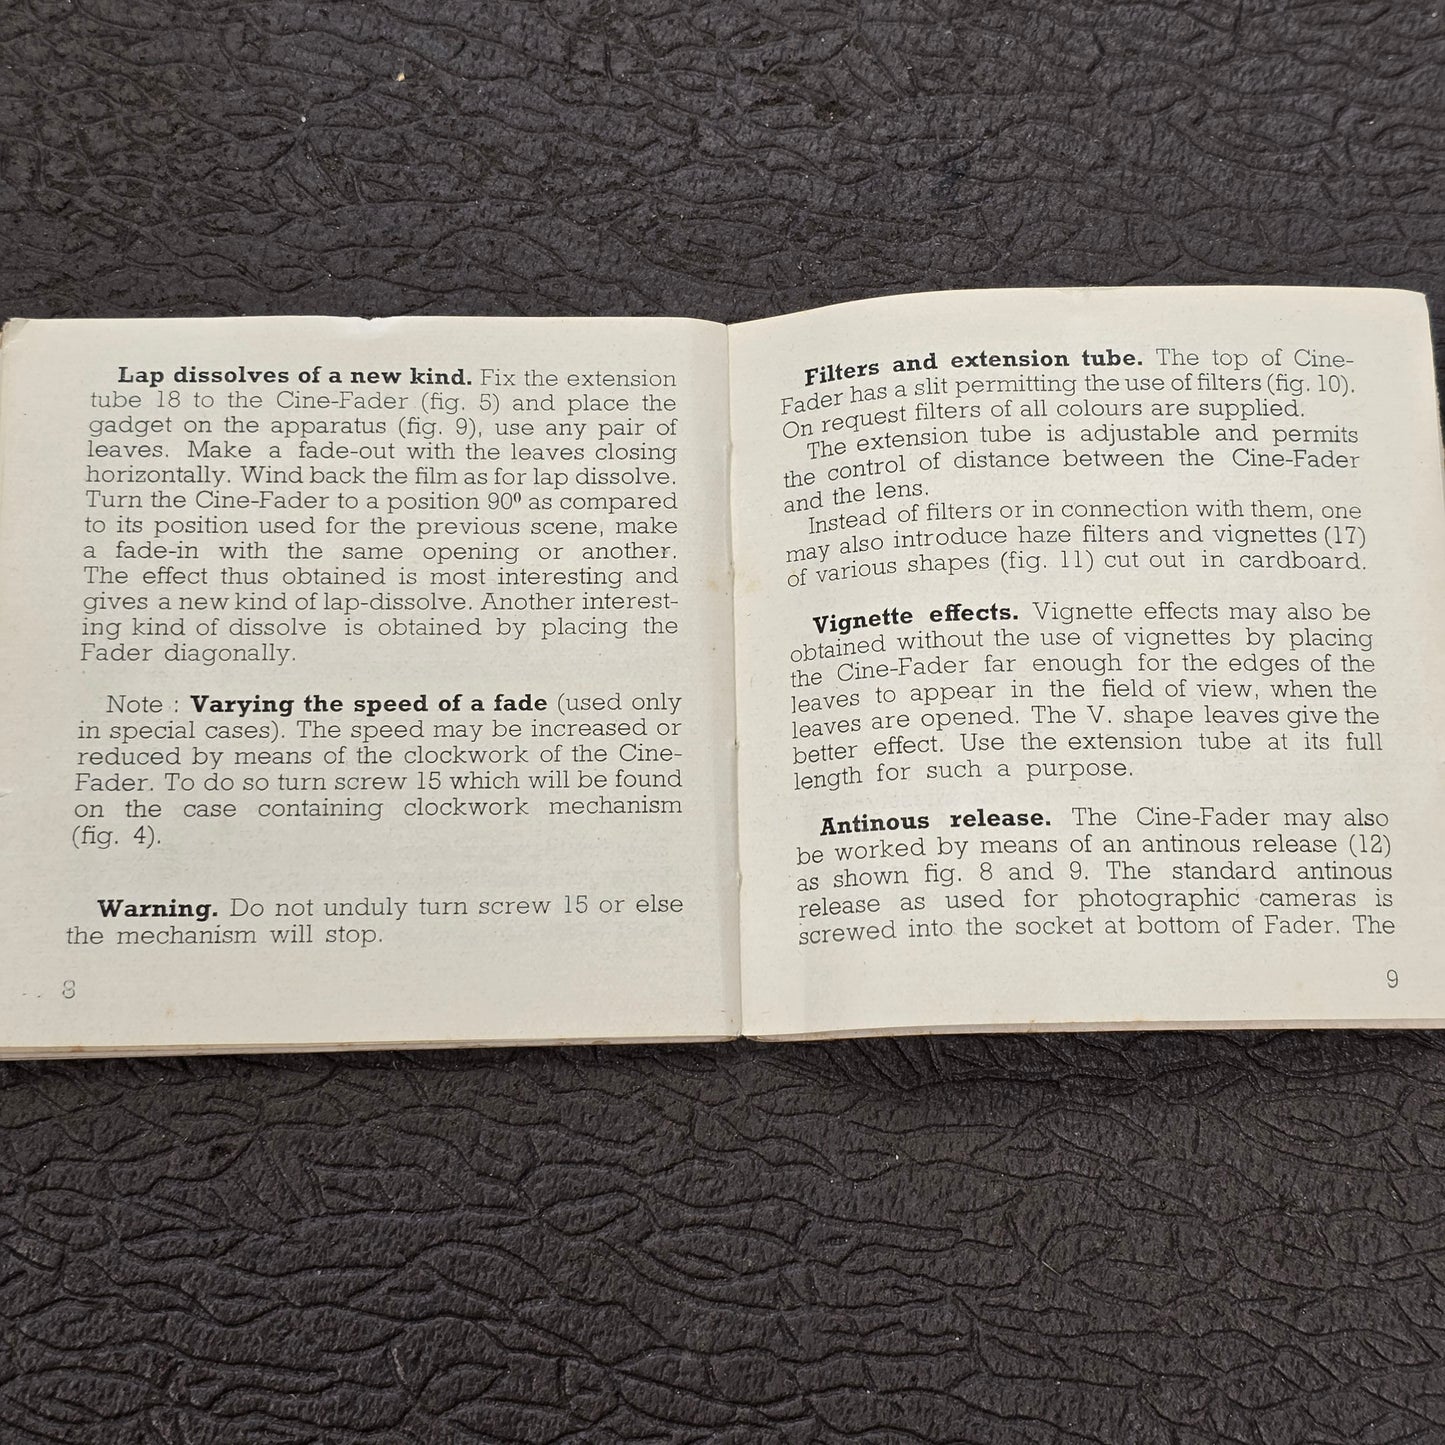 Lap dissolves of a new kind. Fix the extension
tube 18 to the Cine-Fader (fig. 5) and place the
gadget on the apparatus (fig. 9), use any pair of
leaves. Make a fade-out with the leaves closing
horizontally. Wind back the film as for lap dissolve.
Turn the Cine-Fader to a position 90⁰ as compared
to its position used for the previous scene, make
a fade-in with the same opening or another.
The effect thus obtained is most interesting and
gives a new kind of lap-dissolve. Another interest-
ing kind of dissolve is obtained by placing the
Fader diagonally.
Note : Varying the speed of a fade (used only
in special cases). The speed may be increased or
reduced by means of the clockwork of the Cine-
Fader. To do so turn screw 15 which will be found
on the case containing clockwork mechanism
(fig. 4).
Warning. Do not unduly turn screw 15 or else
the mechanism will stop.
8
Filters and extension tube. The top of Cine-
Fader has a slit permitting the use of filters (fig. 10).
On request filters of all colours are supplied.
The extension tube is adjustable and permits
the control of distance between the Cine-Fader
and the lens.
Instead of filters or in connection with them, one
may also introduce haze filters and vignettes (17)
of various shapes (fig. 11) cut out in cardboard.
Vignette effects. Vignette effects may also be
obtained without the use of vignettes by placing
the Cine-Fader far enough for the edges of the
leaves to appear in the field of view, when the
leaves are opened. The V. shape leaves give the
better effect. Use the extension tube at its full
length for such a purpose.
Antinous release. The Cine-Fader may also
be worked by means of an antinous release (12)
as shown fig. 8 and 9. The standard antinous
release as used for photographic cameras is
screwed into the socket at bottom of Fader. The
9